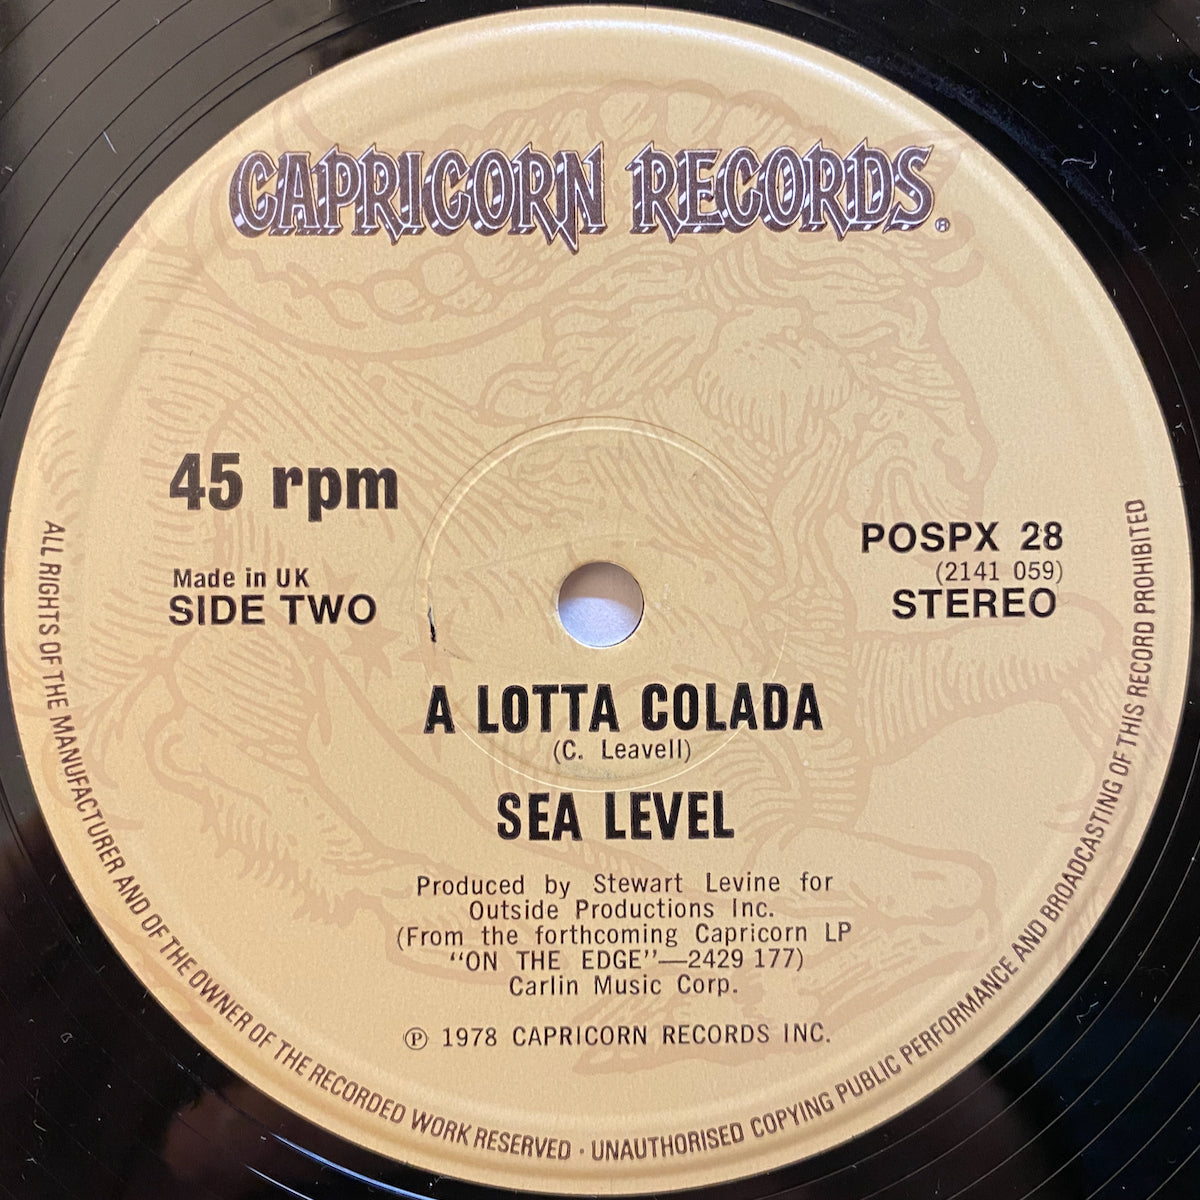 CAPRICORN RECORDS®
45 rpm
Made in UK
SIDE TWO
POSPX 28
(2141 059)
STEREO
A LOTTA COLADA
(C. Leavell)
SEA LEVEL
Produced by Stewart Levine for
Outside Productions Inc.
(From the forthcoming Capricorn LP
"ON THE EDGE"—2429 177)
Carlin Music Corp.
℗ 1978 CAPRICORN RECORDS INC.
ALL RIGHTS OF THE MANUFACTURER AND OF THE OWNER OF THE RECORDED WORK RESERVED · UNAUTHORISED COPYING PUBLIC PERFORMANCE AND BROADCASTING OF THIS RECORD PROHIBITED